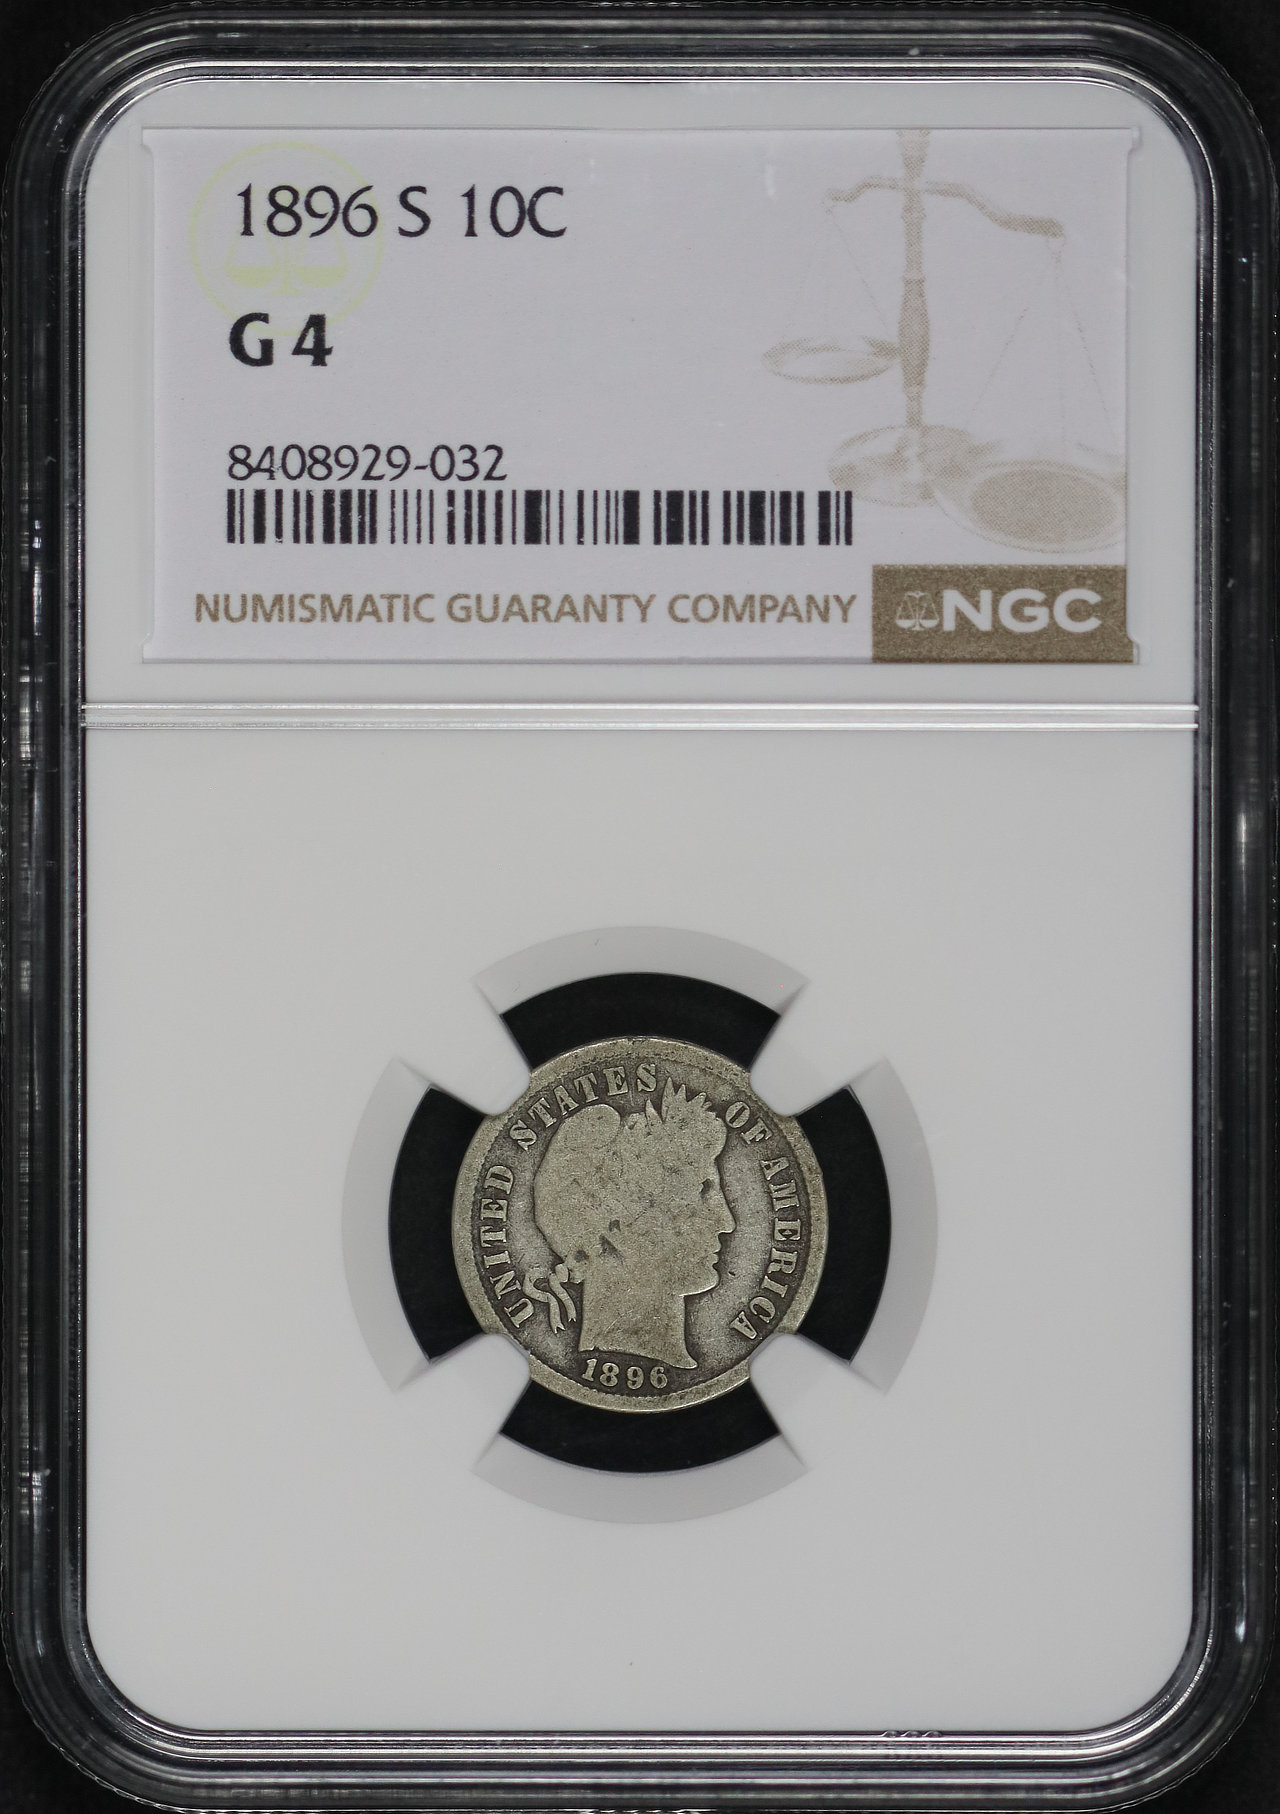 1896 S 10C
G 4
8408929-032
NUMISMATIC GUARANTY COMPANY
NGC
UNITED STATES OF AMERICA
1896